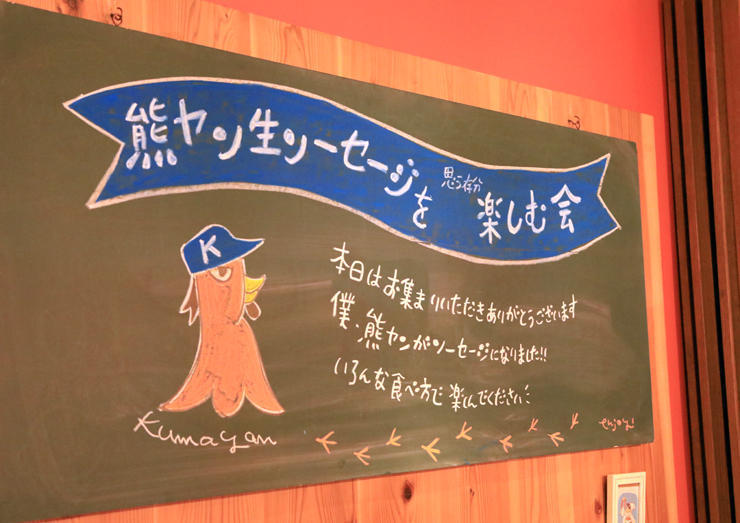 熊ヤン生ソーセージを思う存分楽しむ会
K
本日はお集まりいただきありがとうございます
僕、熊ヤンがソーセージになりました!!
いろんな食べ方で楽しんでください!
Kumayan
enjoy!